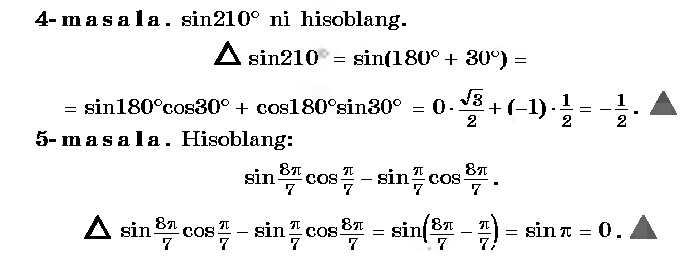 4-masala. sin210° ni hisoblang.
△ sin210° = sin(180° + 30°) =
= sin180°cos30° + cos180°sin30° = 0 · √3/2 + (−1) · 1/2 = −1/2. ▲
5-masala. Hisoblang:
sin 8π/7 cos π/7 − sin π/7 cos 8π/7.
△ sin 8π/7 cos π/7 − sin π/7 cos 8π/7 = sin(8π/7 − π/7) = sin π = 0. ▲